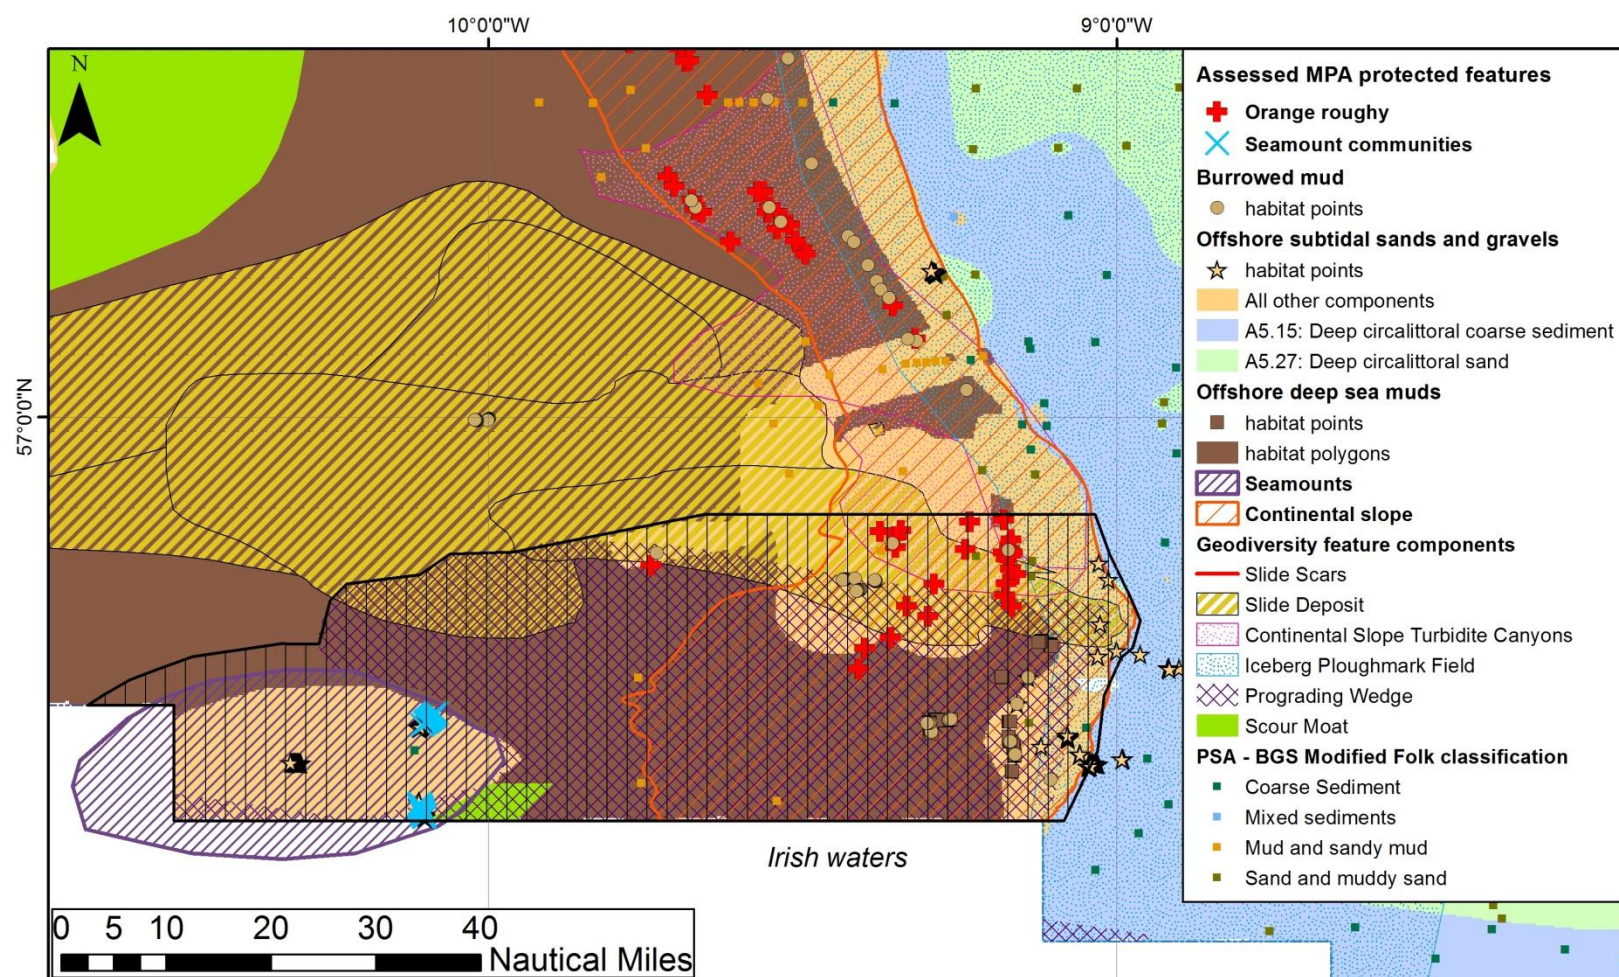 10°0'0"W
9°0'0"W
N
57°0'0"N
Assessed MPA protected features
Orange roughy
Seamount communities
Burrowed mud
habitat points
Offshore subtidal sands and gravels
habitat points
All other components
A5.15: Deep circalittoral coarse sediment
A5.27: Deep circalittoral sand
Offshore deep sea muds
habitat points
habitat polygons
Seamounts
Continental slope
Geodiversity feature components
Slide Scars
Slide Deposit
Continental Slope Turbidite Canyons
Iceberg Ploughmark Field
Prograding Wedge
Scour Moat
PSA - BGS Modified Folk classification
Coarse Sediment
Mixed sediments
Mud and sandy mud
Sand and muddy sand
Irish waters
0 5 10 20 30 40
Nautical Miles